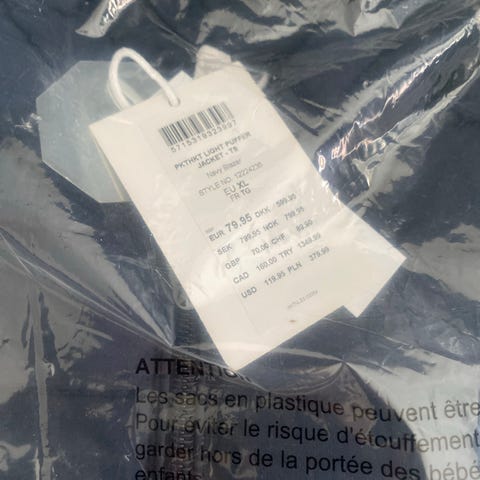 5715319323997
PKTHKT LIGHT PUFFER
JACKET - TS
Navy Blazer
STYLE NO. 12224235
EU XL
FR TG
EUR 79.95 DKK 599.95
SEK 799.95 NOK 799.95
GBP 70.00 CHF 89.90
CAD 160.00 TRY 1349.99
USD 119.95 PLN 379.99
ATTENTION
Les sacs en plastique peuvent être
Pour éviter le risque d'étouffement
garder hors de la portée des bébé
enfants